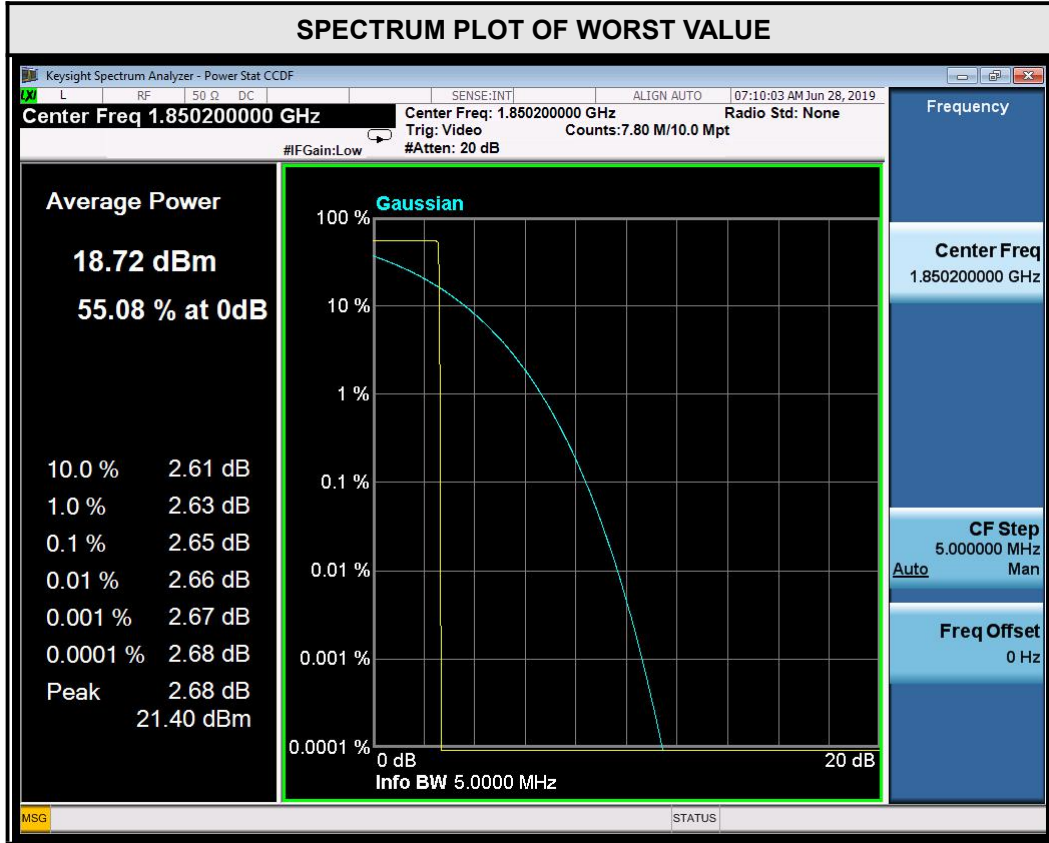 SPECTRUM PLOT OF WORST VALUE
Keysight Spectrum Analyzer - Power Stat CCDF
LXI L RF 50 Ω DC SENSE:INT ALIGN AUTO 07:10:03 AM Jun 28, 2019
Center Freq 1.850200000 GHz
Center Freq: 1.850200000 GHz Radio Std: None
Trig: Video Counts:7.80 M/10.0 Mpt
#IFGain:Low #Atten: 20 dB
Frequency
Average Power
18.72 dBm
55.08 % at 0dB
10.0 % 2.61 dB
1.0 % 2.63 dB
0.1 % 2.65 dB
0.01 % 2.66 dB
0.001 % 2.67 dB
0.0001 % 2.68 dB
Peak 2.68 dB
21.40 dBm
Gaussian
100 %
10 %
1 %
0.1 %
0.01 %
0.001 %
0.0001 %
0 dB 20 dB
Info BW 5.0000 MHz
Center Freq
1.850200000 GHz
CF Step
5.000000 MHz
Auto Man
Freq Offset
0 Hz
MSG STATUS